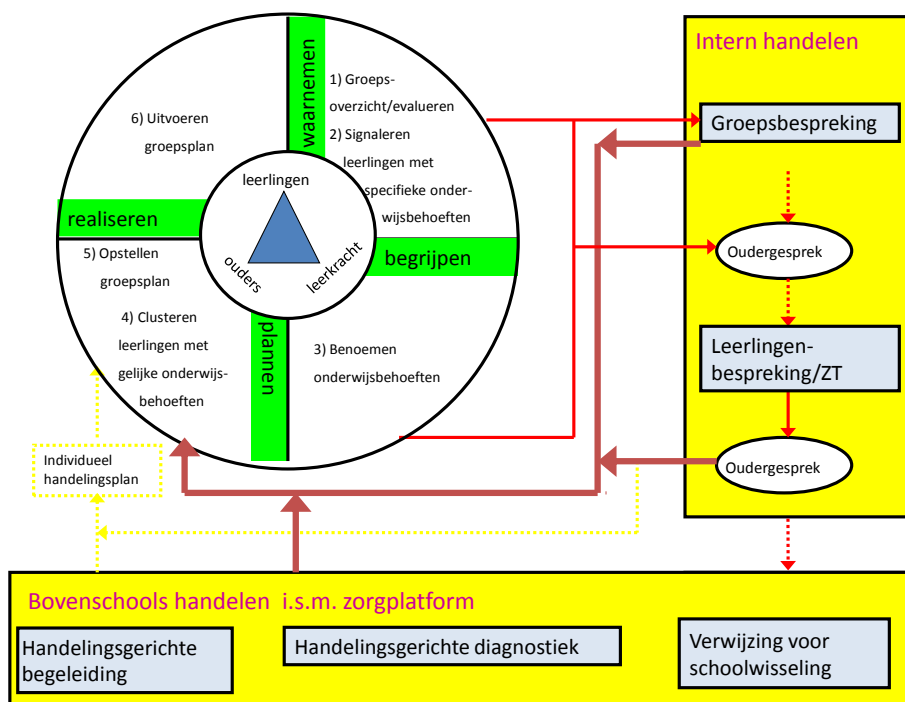 waarnemen
1) Groeps-
overzicht/evalueren
2) Signaleren
leerlingen met
specifieke onder-
wijsbehoeften
begrijpen
3) Benoemen
onderwijsbehoeften
plannen
4) Clusteren
leerlingen met
gelijke onderwijs-
behoeften
5) Opstellen
groepsplan
realiseren
6) Uitvoeren
groepsplan
leerlingen
ouders
leerkracht
Individueel
handelingsplan
Intern handelen
Groepsbespreking
Oudergesprek
Leerlingen-
bespreking/ZT
Oudergesprek
Bovenschools handelen i.s.m. zorgplatform
Handelingsgerichte
begeleiding
Handelingsgerichte diagnostiek
Verwijzing voor
schoolwisseling